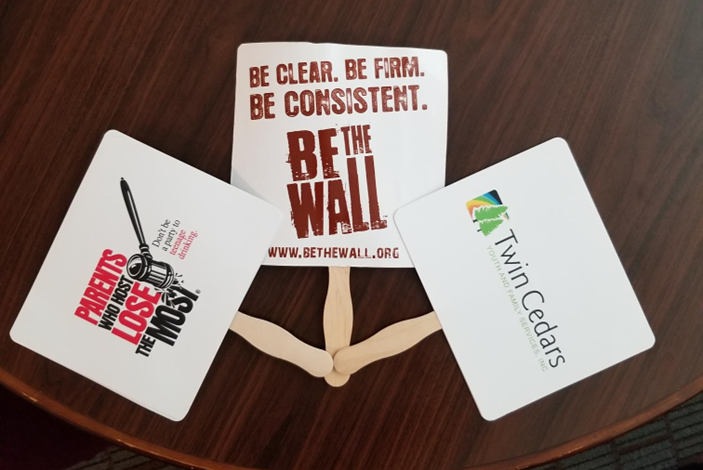 BE CLEAR. BE FIRM.
BE CONSISTENT.
BE THE
WALL
WWW.BETHEWALL.ORG
Don't be
a party to
teenage
drinking.
PARENTS
WHO HOST
LOSE
THE MOST®
Twin Cedars
YOUTH AND FAMILY SERVICES, INC